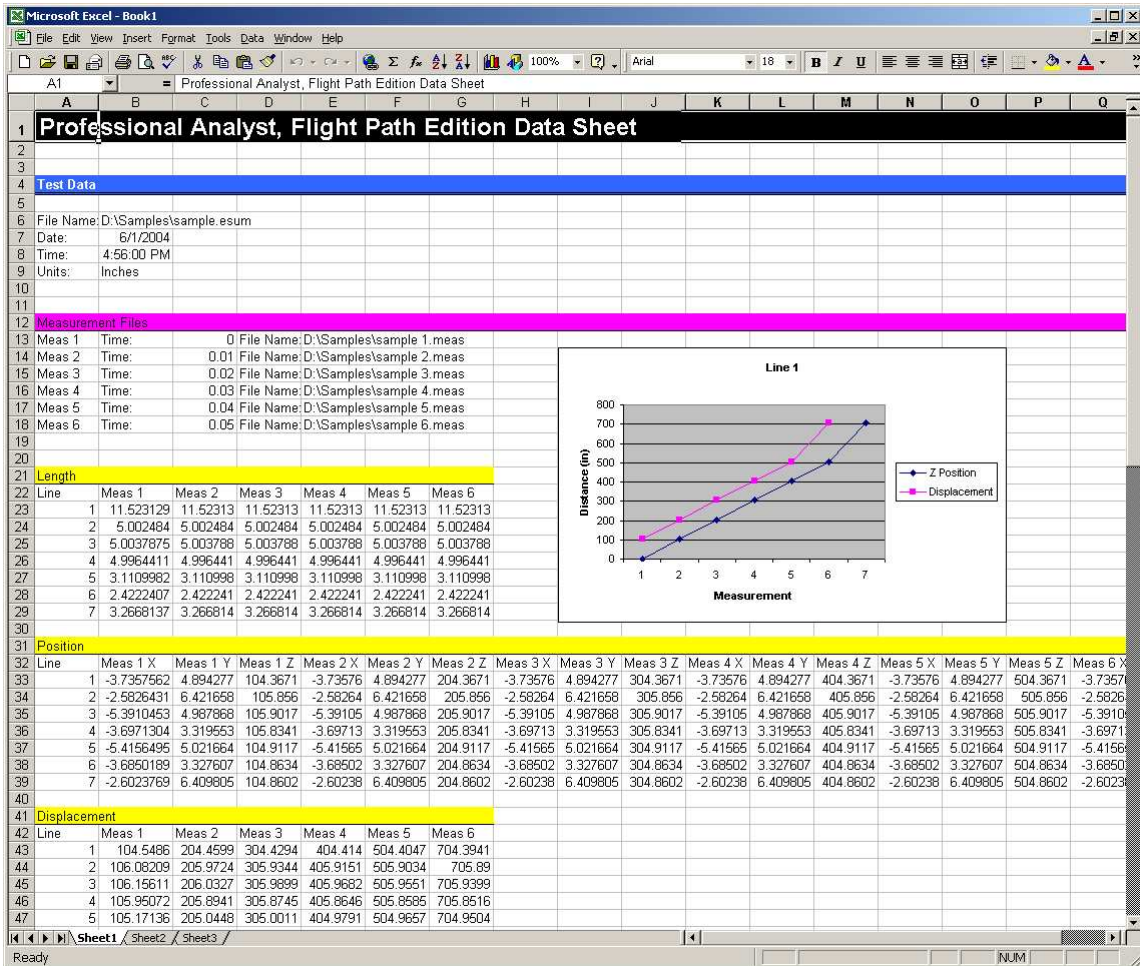 Microsoft Excel - Book1
File Edit View Insert Format Tools Data Window Help
100% Arial 18 B I U
A1 = Professional Analyst, Flight Path Edition Data Sheet
A B C D E F G H I J K L M N O P Q
1 Professional Analyst, Flight Path Edition Data Sheet
2
3
4 Test Data
5
6 File Name: D:\Samples\sample.esum
7 Date: 6/1/2004
8 Time: 4:56:00 PM
9 Units: Inches
10
11
12 Measurement Files
13 Meas 1 Time: 0 File Name: D:\Samples\sample 1.meas
14 Meas 2 Time: 0.01 File Name: D:\Samples\sample 2.meas
15 Meas 3 Time: 0.02 File Name: D:\Samples\sample 3.meas
16 Meas 4 Time: 0.03 File Name: D:\Samples\sample 4.meas
17 Meas 5 Time: 0.04 File Name: D:\Samples\sample 5.meas
18 Meas 6 Time: 0.05 File Name: D:\Samples\sample 6.meas
19
20
Line 1
Distance (in)
800
700
600
500
400
300
200
100
0
1 2 3 4 5 6 7
Measurement
Z Position
Displacement
21 Length
22 Line Meas 1 Meas 2 Meas 3 Meas 4 Meas 5 Meas 6
23 1 11.523129 11.52313 11.52313 11.52313 11.52313 11.52313
24 2 5.002484 5.002484 5.002484 5.002484 5.002484 5.002484
25 3 5.0037875 5.003788 5.003788 5.003788 5.003788 5.003788
26 4 4.9964411 4.996441 4.996441 4.996441 4.996441 4.996441
27 5 3.1109982 3.110998 3.110998 3.110998 3.110998 3.110998
28 6 2.4222407 2.422241 2.422241 2.422241 2.422241 2.422241
29 7 3.2668137 3.266814 3.266814 3.266814 3.266814 3.266814
30
31 Position
32 Line Meas 1 X Meas 1 Y Meas 1 Z Meas 2 X Meas 2 Y Meas 2 Z Meas 3 X Meas 3 Y Meas 3 Z Meas 4 X Meas 4 Y Meas 4 Z Meas 5 X Meas 5 Y Meas 5 Z Meas 6 X
33 1 -3.7357562 4.894277 104.3671 -3.73576 4.894277 204.3671 -3.73576 4.894277 304.3671 -3.73576 4.894277 404.3671 -3.73576 4.894277 504.3671 -3.7357
34 2 -2.5826431 6.421658 105.856 -2.58264 6.421658 205.856 -2.58264 6.421658 305.856 -2.58264 6.421658 405.856 -2.58264 6.421658 505.856 -2.5826
35 3 -5.3910453 4.987868 105.9017 -5.39105 4.987868 205.9017 -5.39105 4.987868 305.9017 -5.39105 4.987868 405.9017 -5.39105 4.987868 505.9017 -5.3910
36 4 -3.6971304 3.319553 105.8341 -3.69713 3.319553 205.8341 -3.69713 3.319553 305.8341 -3.69713 3.319553 405.8341 -3.69713 3.319553 505.8341 -3.6971
37 5 -5.4156495 5.021664 104.9117 -5.41565 5.021664 204.9117 -5.41565 5.021664 304.9117 -5.41565 5.021664 404.9117 -5.41565 5.021664 504.9117 -5.4156
38 6 -3.6850189 3.327607 104.8634 -3.68502 3.327607 204.8634 -3.68502 3.327607 304.8634 -3.68502 3.327607 404.8634 -3.68502 3.327607 504.8634 -3.6850
39 7 -2.6023769 6.409805 104.8602 -2.60238 6.409805 204.8602 -2.60238 6.409805 304.8602 -2.60238 6.409805 404.8602 -2.60238 6.409805 504.8602 -2.6023
40
41 Displacement
42 Line Meas 1 Meas 2 Meas 3 Meas 4 Meas 5 Meas 6
43 1 104.5486 204.4599 304.4294 404.414 504.4047 704.3941
44 2 106.08209 205.9724 305.9344 405.9151 505.9034 705.89
45 3 106.15611 206.0327 305.9899 405.9682 505.9551 705.9399
46 4 105.95072 205.8941 305.8745 405.8646 505.8585 705.8516
47 5 105.17136 205.0448 305.0011 404.9791 504.9657 704.9504
Sheet1 Sheet2 Sheet3
Ready NUM